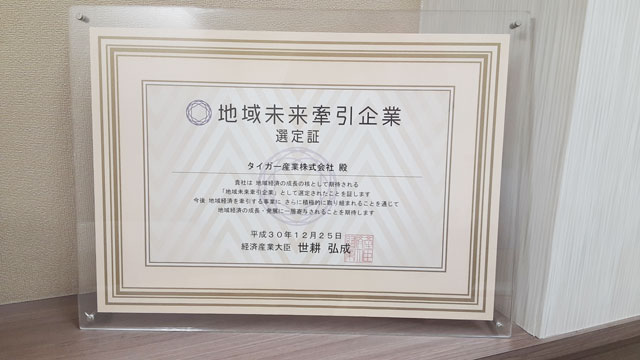 地域未来牽引企業
選定証
タイガー産業株式会社 殿
貴社は 地域経済の成長の核として期待される
「地域未来牽引企業」として選定されたことを証します
今後 地域経済を牽引する事業に さらに積極的に取り組まれることを通じて
地域経済の成長・発展に一層寄与されることを期待します
平成30年12月25日
経済産業大臣 世耕 弘成